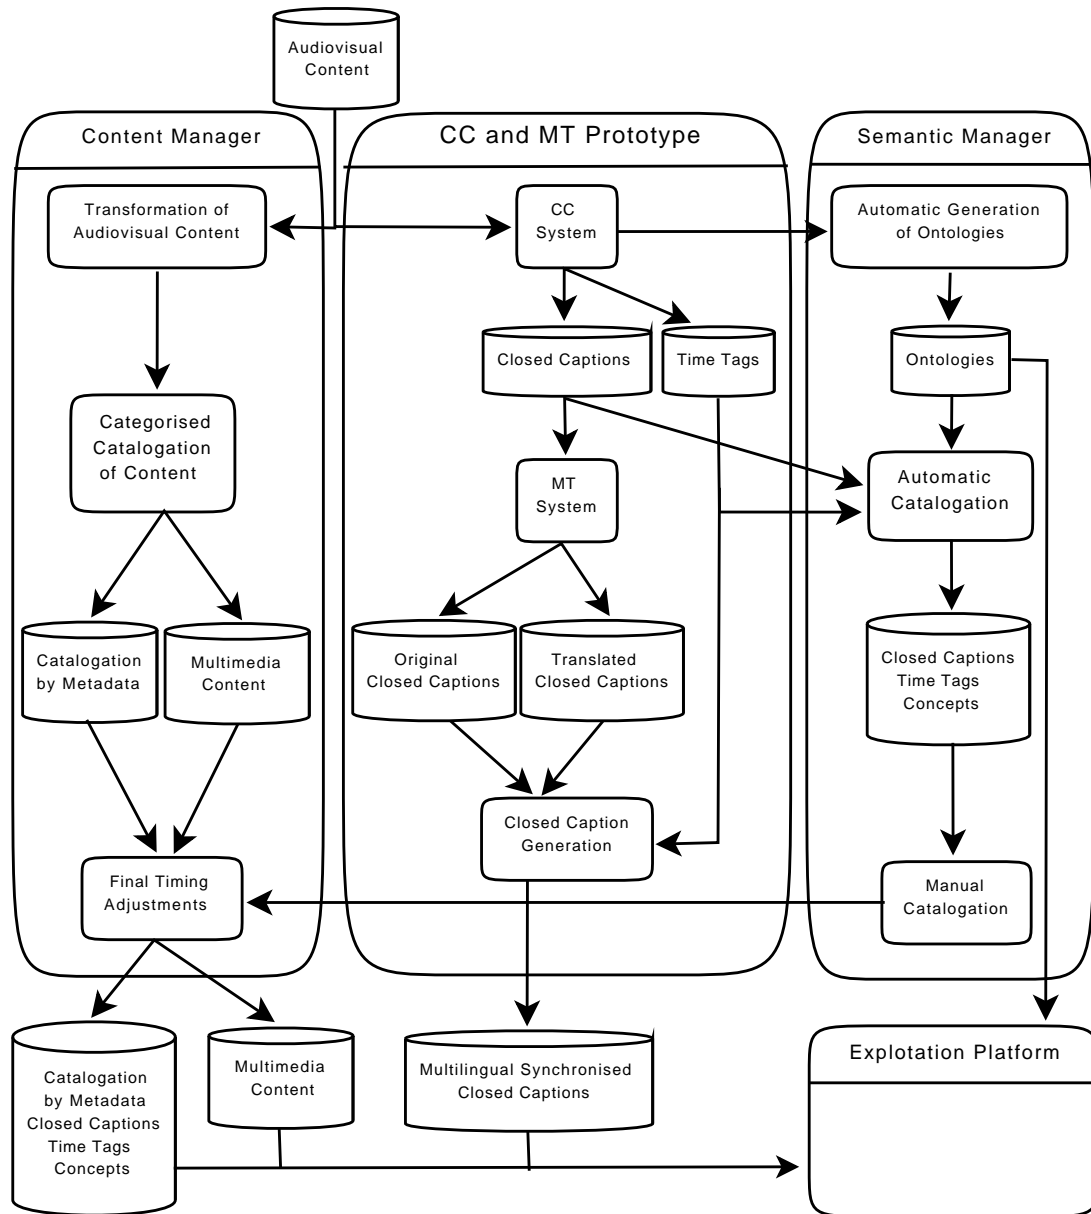 Audiovisual
Content
Content Manager
CC and MT Prototype
Semantic Manager
Transformation of
Audiovisual Content
CC
System
Automatic Generation
of Ontologies
Closed Captions
Time Tags
Ontologies
Categorised
Catalogation
of Content
MT
System
Automatic
Catalogation
Catalogation
by Metadata
Multimedia
Content
Original
Closed Captions
Translated
Closed Captions
Closed Captions
Time Tags
Concepts
Closed Caption
Generation
Final Timing
Adjustments
Manual
Catalogation
Catalogation
by Metadata
Closed Captions
Time Tags
Concepts
Multimedia
Content
Multilingual Synchronised
Closed Captions
Explotation Platform